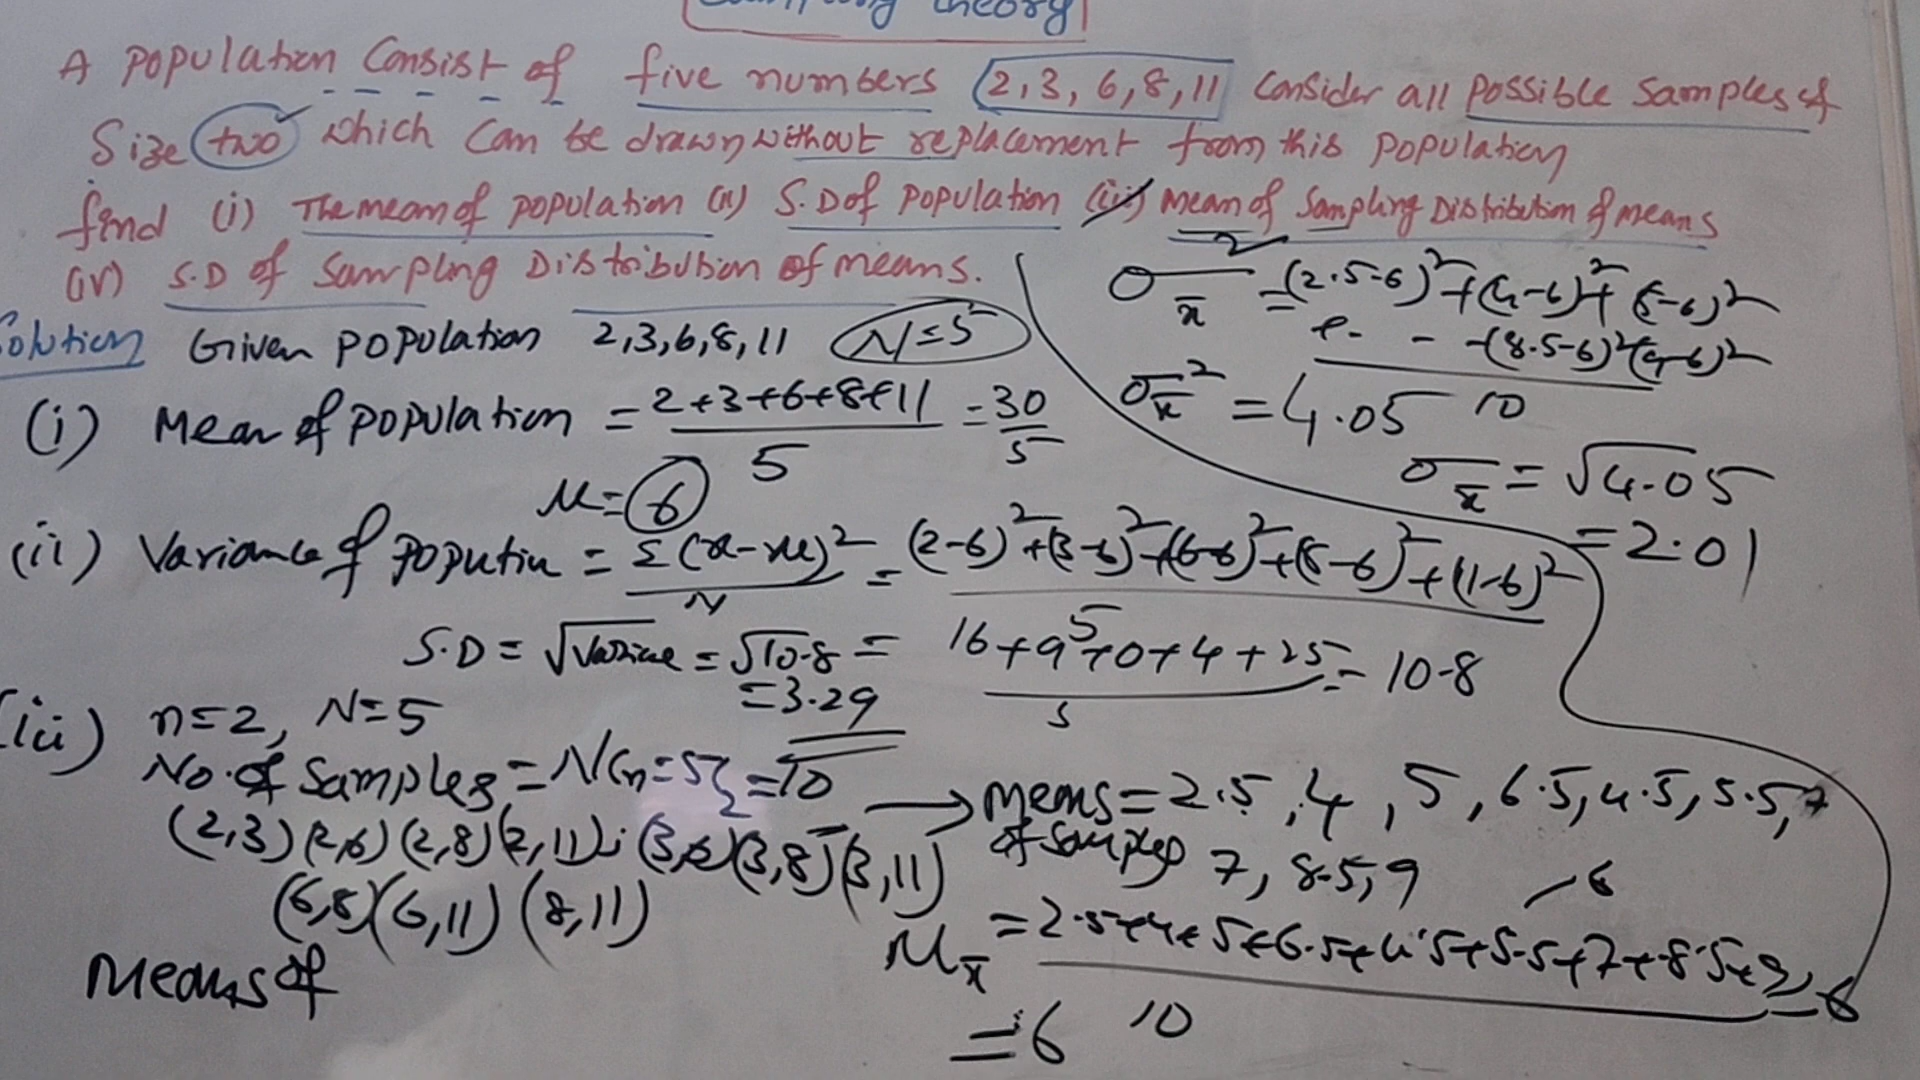 Sampling theory
A population Consist of five numbers (2,3,6,8,11 Consider all possible Samples of
Size two which can be drawn without replacement from this population
find (i) The mean of population (ii) S.D of population (iii) mean of Sampling Distribution of means
(iv) S.D of Sampling Distribution of means.
Solution Given population 2,3,6,8,11 N=5
(i) Mean of population = 2+3+6+8+11 / 5 = 30 / 5
μ=6
(ii) Variance of Poputin = Σ(x-μ)² / N = (2-6)²+(3-6)²+(6-6)²+(8-6)²+(11-6)² / 5
S.D = √ = √10.8 = 16+9+0+4+25 / 5 = 10.8
=3.29
(iii) n=2, N=5
No. of Samples = NCn = 5C2 = 10
(2,3)(2,6)(2,8)(2,11); (3,6)(3,8)(3,11)
(6,8)(6,11)(8,11)
means of
→ means = 2.5, 4, 5, 6.5, 4.5, 5.5, 7
of samples 7, 8.5, 9
μx̄ = 2.5+4+5+6.5+4.5+5.5+7+8.5+9 / 10 = 6
=6
σx̄² = (2.5-6)²+(4-6)²+(5-6)²
+ - - -(8.5-6)²(9-6)²
10
σx̄² = 4.05
σx̄ = √4.05
=2.01